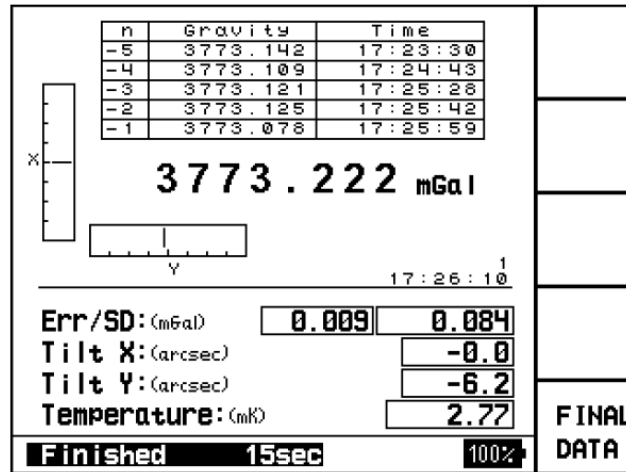 n Gravity Time
-5 3773.142 17:23:30
-4 3773.109 17:24:43
-3 3773.121 17:25:28
-2 3773.125 17:25:42
-1 3773.078 17:25:59
X
3773.222 mGal
Y
1
17:26:10
Err/SD:(mGal) 0.009 0.084
Tilt X:(arcsec) -0.0
Tilt Y:(arcsec) -6.2
Temperature:(mK) 2.77
Finished 15sec 100%
FINAL
DATA